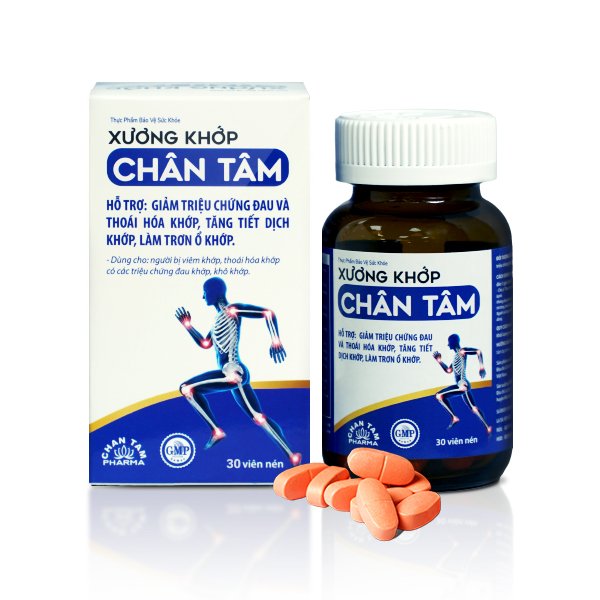 Thực Phẩm Bảo Vệ Sức Khỏe
XƯƠNG KHỚP
CHÂN TÂM
HỖ TRỢ: GIẢM TRIỆU CHỨNG ĐAU VÀ
THOÁI HÓA KHỚP, TĂNG TIẾT DỊCH
KHỚP, LÀM TRƠN Ổ KHỚP.
- Dùng cho: người bị viêm khớp, thoái hóa khớp
có các triệu chứng đau khớp, khô khớp.
CHAN TAM
PHARMA
GMP
30 viên nén
Thực Phẩm Bảo Vệ Sức Khỏe
XƯƠNG KHỚP
CHÂN TÂM
HỖ TRỢ: GIẢM TRIỆU CHỨNG ĐAU
VÀ THOÁI HÓA KHỚP, TĂNG TIẾT
DỊCH KHỚP, LÀM TRƠN Ổ KHỚP.
CHAN TAM
PHARMA
GMP
30 viên nén